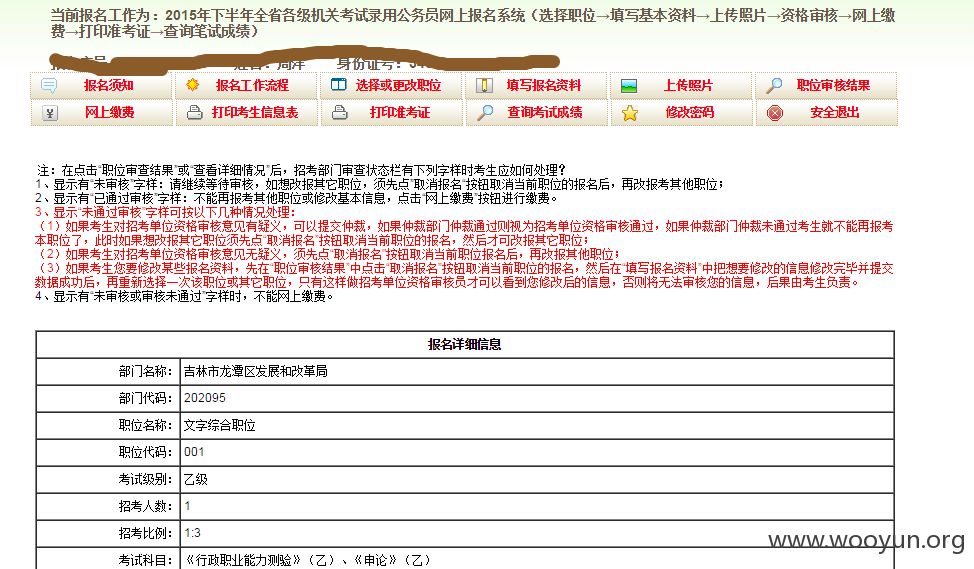 当前报名工作为：2015年下半年全省各级机关考试录用公务员网上报名系统（选择职位→填写基本资料→上传照片→资格审核→网上缴
费→打印准考证→查询笔试成绩）
身份证号：
报名须知 报名工作流程 选择或更改职位 填写报名资料 上传照片 职位审核结果
网上缴费 打印考生信息表 打印准考证 查询考试成绩 修改密码 安全退出
注：在点击“职位审查结果”或“查看详细情况”后，招考部门审查状态栏有下列字样时考生应如何处理？
1、显示有“未审核”字样：请继续等待审核，如想改报其它职位，须先点“取消报名”按钮取消当前职位的报名后，再改报考其他职位；
2、显示有“已通过审核”字样：不能再报考其他职位或修改基本信息，点击“网上缴费”按钮进行缴费。
3、显示“未通过审核”字样可按以下几种情况处理：
（1）如果考生对招考单位资格审核意见有疑义，可以提交仲裁，如果仲裁部门仲裁通过则视为招考单位资格审核通过，如果仲裁部门仲裁未通过考生就不能再报考
本职位了，此时如果想改报其它职位须先点“取消报名”按钮取消当前职位的报名，然后才可改报其它职位；
（2）如果考生对招考单位资格审核意见无疑义，须先点“取消报名”按钮取消当前职位报名后，再改报其他职位；
（3）如果考生您要修改某些报名资料，先在“职位审核结果”中点击“取消报名”按钮取消当前职位的报名，然后在“填写报名资料”中把想要修改的信息修改完毕并提交
数据成功后，再重新选择一次该职位或其它职位，只有这样做招考单位资格审核员才可以看到您修改后的信息，否则将无法审核您的信息，后果由考生负责。
4、显示有“未审核或审核未通过”字样时，不能网上缴费。
报名详细信息
部门名称： 吉林市龙潭区发展和改革局
部门代码： 202095
职位名称： 文字综合职位
职位代码： 001
考试级别： 乙级
招考人数： 1
招考比例： 1:3
考试科目： 《行政职业能力测验》（乙）、《申论》（乙）
www.wooyun.org